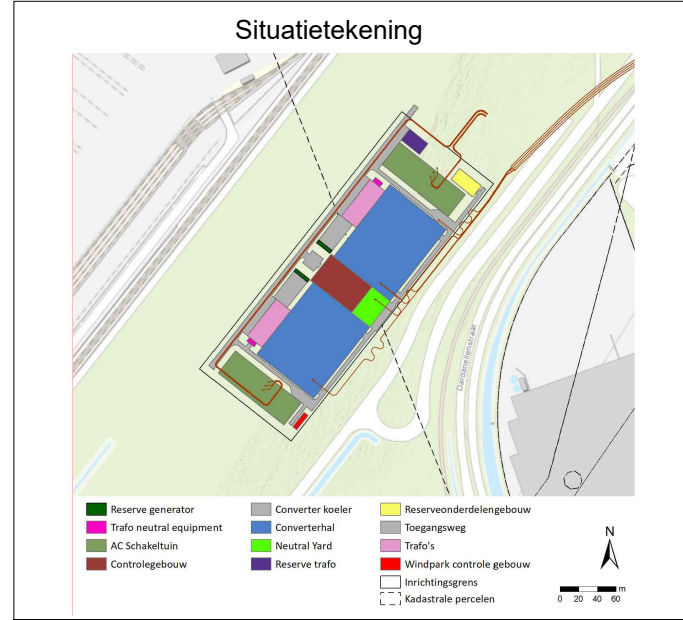 Situatietekening
Dardanellenstraat
Reserve generator
Trafo neutral equipment
AC Schakeltuin
Controlegebouw
Converter koeler
Converterhal
Neutral Yard
Reserve trafo
Reserveonderdelengebouw
Toegangsweg
Trafo's
Windpark controle gebouw
Inrichtingsgrens
Kadastrale percelen
N
m
0 20 40 60